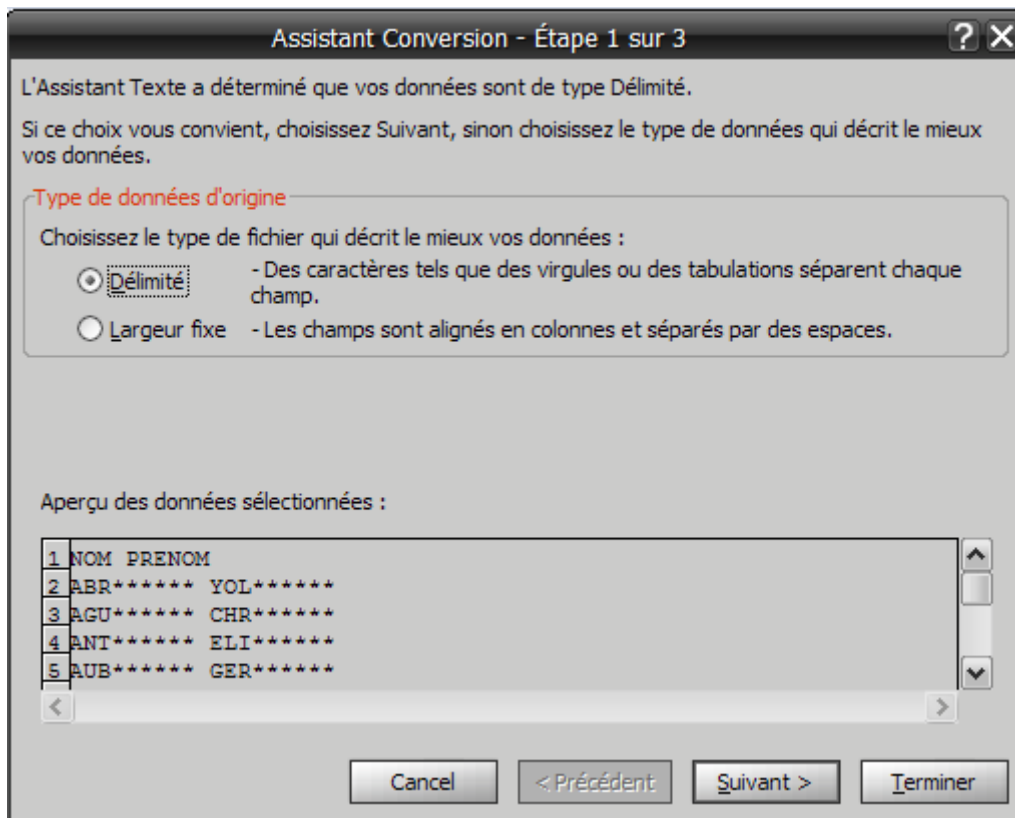 Assistant Conversion - Étape 1 sur 3
L'Assistant Texte a déterminé que vos données sont de type Délimité.
Si ce choix vous convient, choisissez Suivant, sinon choisissez le type de données qui décrit le mieux
vos données.
Type de données d'origine
Choisissez le type de fichier qui décrit le mieux vos données :
Délimité - Des caractères tels que des virgules ou des tabulations séparent chaque
champ.
Largeur fixe - Les champs sont alignés en colonnes et séparés par des espaces.
Aperçu des données sélectionnées :
1 NOM PRENOM
2 ABR****** YOL******
3 AGU****** CHR******
4 ANT****** ELI******
5 AUB****** GER******
Cancel < Précédent Suivant > Terminer